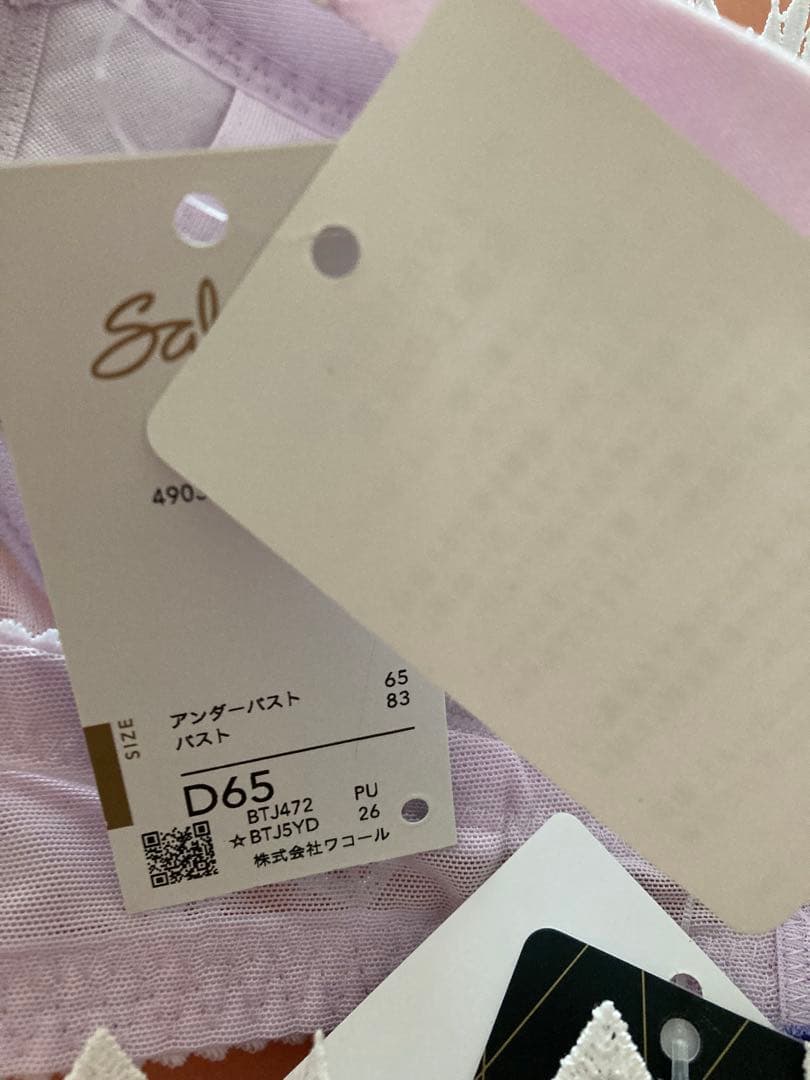 Sal
490
SIZE
アンダーバスト 65
バスト 83
D65
BTJ472 PU
☆BTJ5YD 26
株式会社ワコール